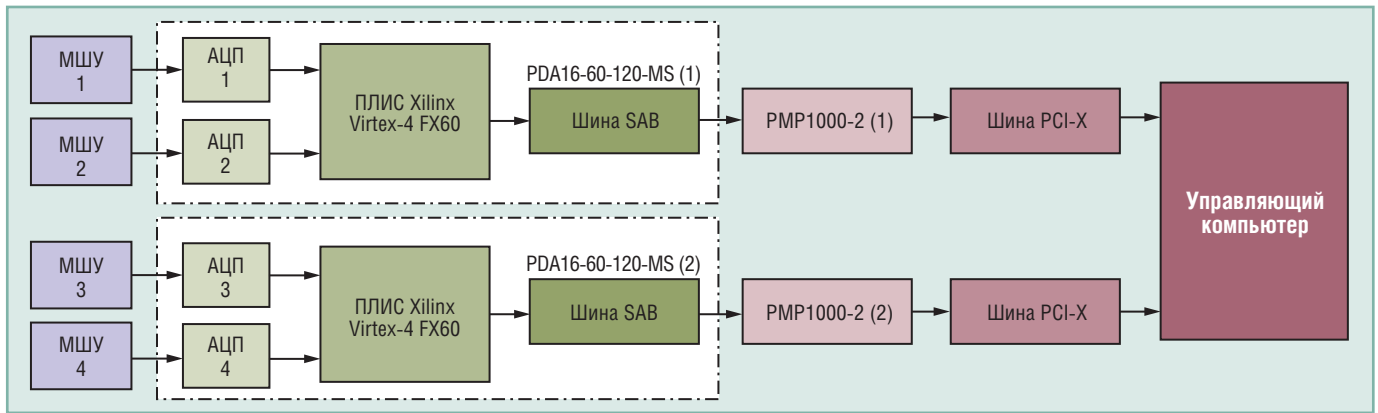 МШУ
1
АЦП
1
ПЛИС Xilinx
Virtex-4 FX60
PDA16-60-120-MS (1)
Шина SAB
PMP1000-2 (1)
Шина PCI-X
МШУ
2
АЦП
2
Управляющий
компьютер
МШУ
3
АЦП
3
ПЛИС Xilinx
Virtex-4 FX60
PDA16-60-120-MS (2)
Шина SAB
PMP1000-2 (2)
Шина PCI-X
МШУ
4
АЦП
4